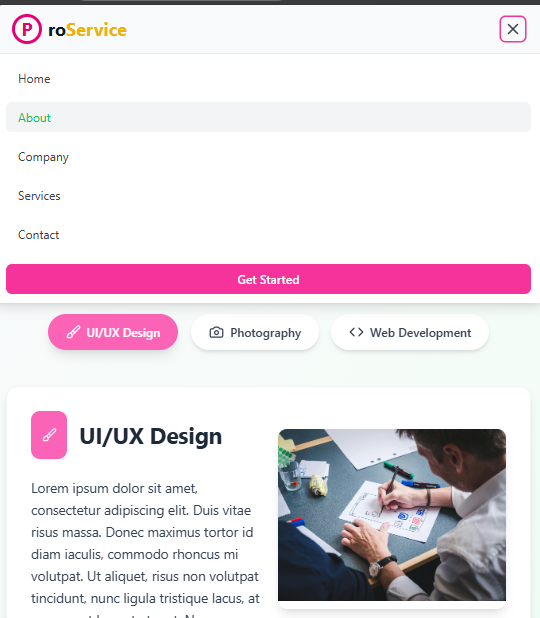 ProService
Home
About
Company
Services
Contact
Get Started
UI/UX Design
Photography
Web Development
UI/UX Design
Lorem ipsum dolor sit amet,
consectetur adipiscing elit. Duis vitae
risus massa. Donec maximus tortor id
diam iaculis, commodo rhoncus mi
volutpat. Ut aliquet, risus non volutpat
tincidunt, nunc ligula tristique lacus, at